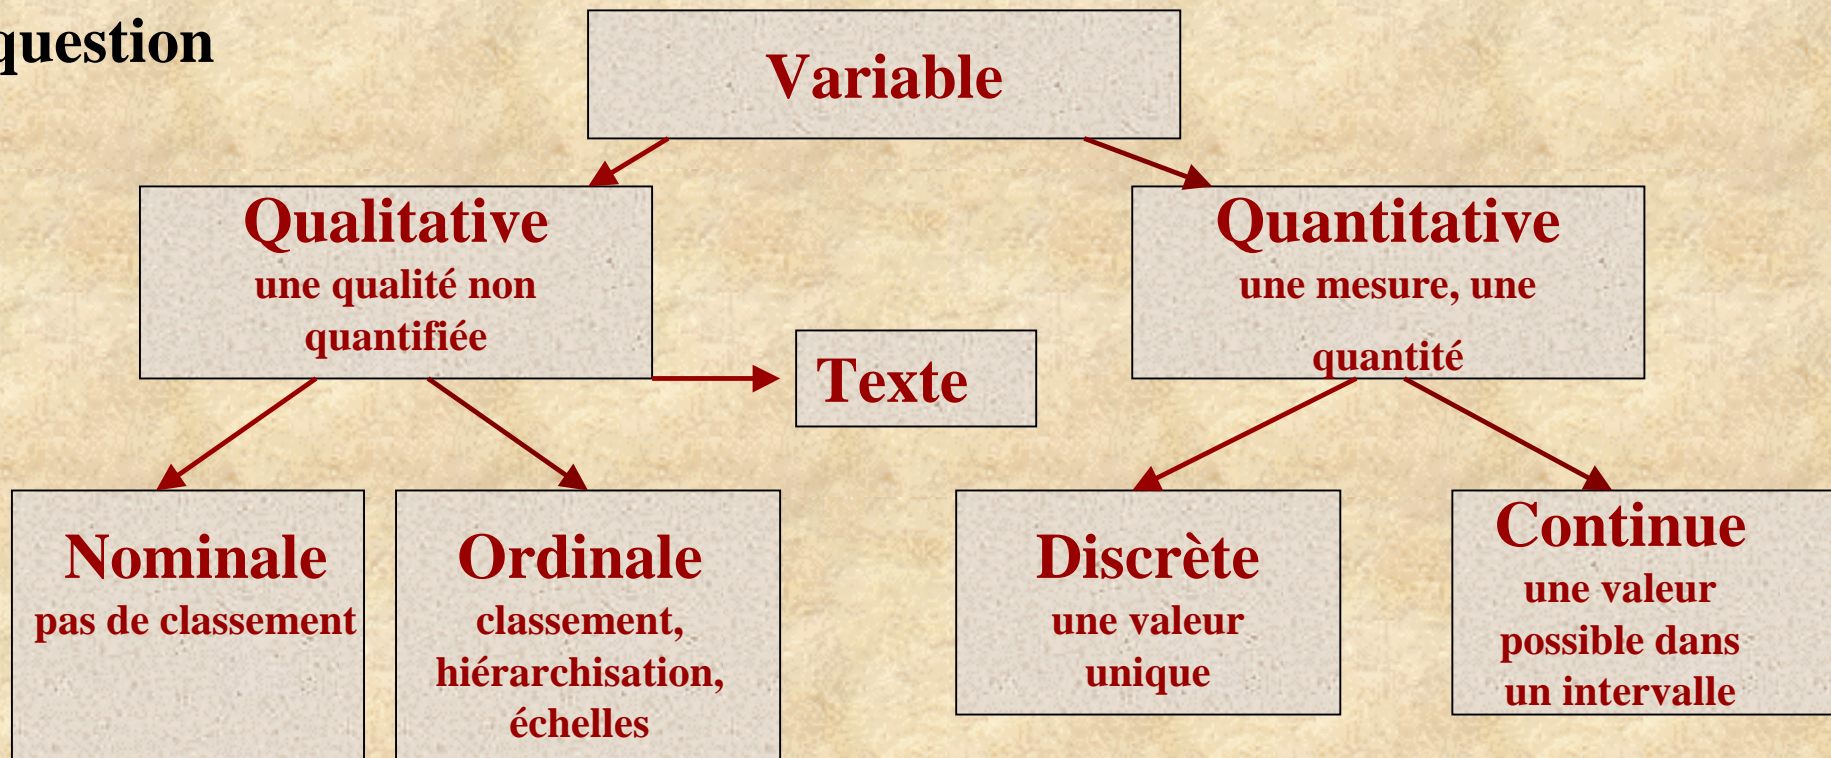 question
Variable
Qualitative
une qualité non
quantifiée
Quantitative
une mesure, une
quantité
Texte
Nominale
pas de classement
Ordinale
classement,
hiérarchisation,
échelles
Discrète
une valeur
unique
Continue
une valeur
possible dans
un intervalle